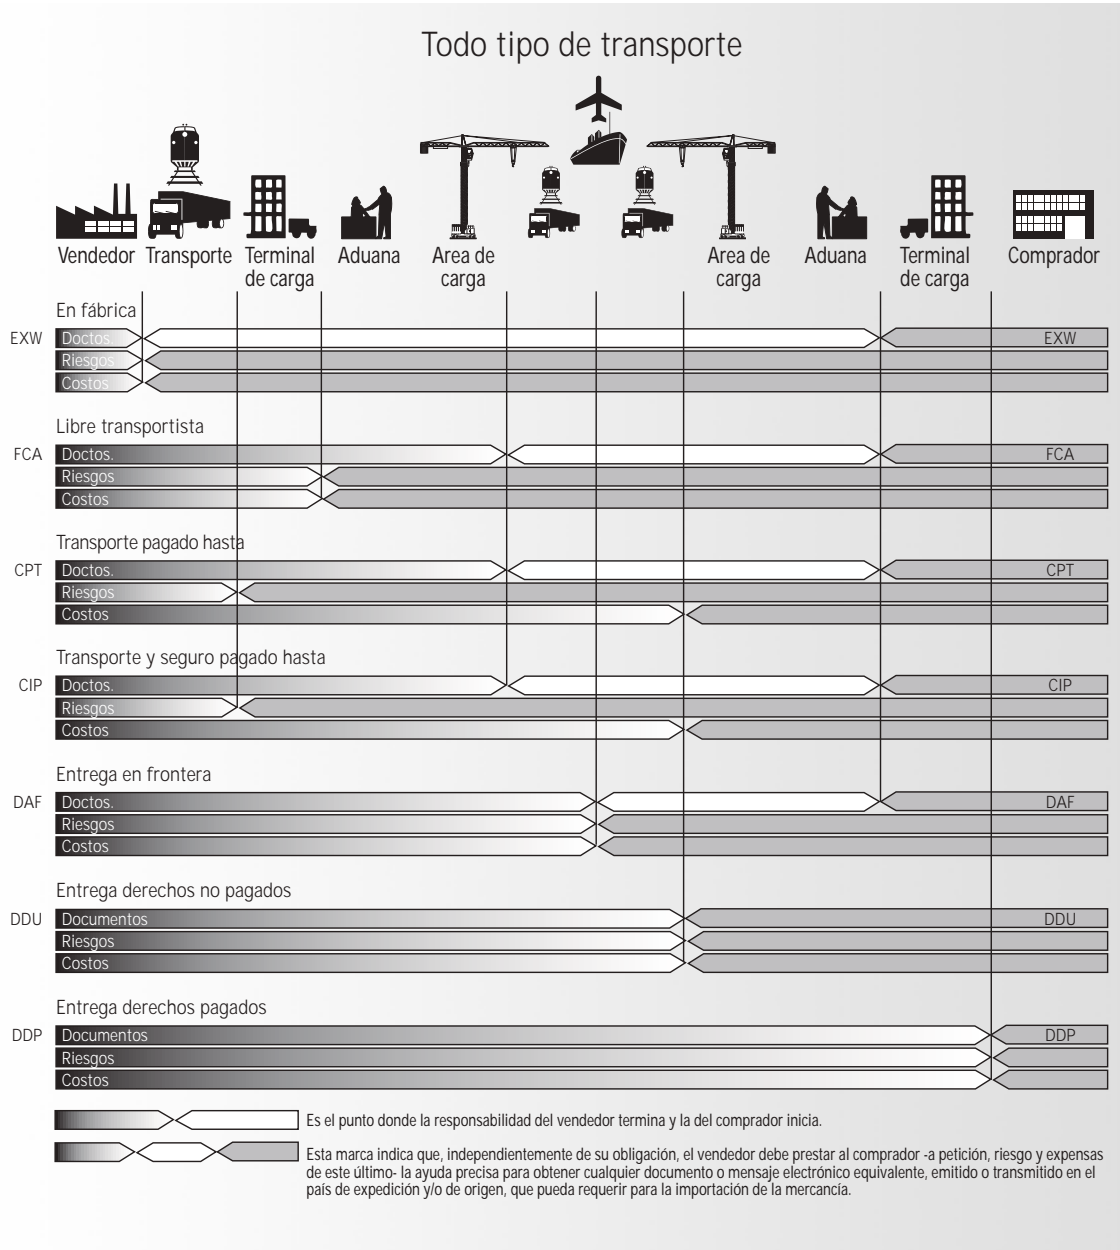 Todo tipo de transporte
Vendedor Transporte Terminal de carga Aduana Area de carga Area de carga Aduana Terminal de carga Comprador
En fábrica
EXW Doctos. EXW
Riesgos
Costos
Libre transportista
FCA Doctos. FCA
Riesgos
Costos
Transporte pagado hasta
CPT Doctos. CPT
Riesgos
Costos
Transporte y seguro pagado hasta
CIP Doctos. CIP
Riesgos
Costos
Entrega en frontera
DAF Doctos. DAF
Riesgos
Costos
Entrega derechos no pagados
DDU Documentos DDU
Riesgos
Costos
Entrega derechos pagados
DDP Documentos DDP
Riesgos
Costos
Es el punto donde la responsabilidad del vendedor termina y la del comprador inicia.
Esta marca indica que, independientemente de su obligación, el vendedor debe prestar al comprador -a petición, riesgo y expensas
de este último- la ayuda precisa para obtener cualquier documento o mensaje electrónico equivalente, emitido o transmitido en el
país de expedición y/o de origen, que pueda requerir para la importación de la mercancía.